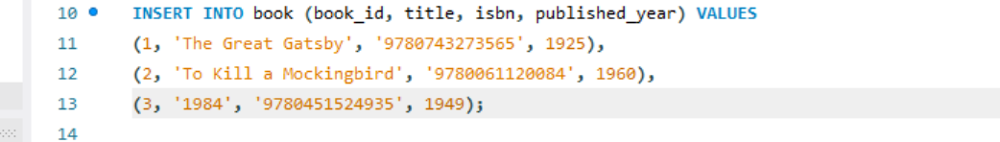 10 INSERT INTO book (book_id, title, isbn, published_year) VALUES
11 (1, 'The Great Gatsby', '9780743273565', 1925),
12 (2, 'To Kill a Mockingbird', '9780061120084', 1960),
13 (3, '1984', '9780451524935', 1949);
14